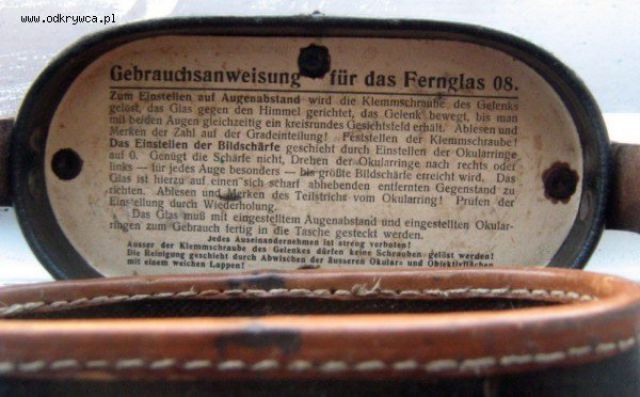 www.odkrywca.pl
Gebrauchsanweisung für das Fernglas 08.
Zum Einstellen auf Augenabstand wird die Klemmschraube des Gelenks
gelöst, das Glas gegen den Himmel gerichtet, das Gelenk bewegt, bis man
mit beiden Augen gleichzeitig ein kreisrundes Gesichtsfeld erhält. Ablesen und
Merken der Zahl auf der Gradeinteilung! Feststellen der Klemmschraube!
Das Einstellen der Bildschärfe geschieht durch Einstellen der Okularringe
auf 0. Genügt die Schärfe nicht, Drehen der Okularringe nach rechts oder
links — für jedes Auge besonders — bis größte Bildschärfe erreicht wird. Das
Glas ist hierzu auf einen sich scharf abhebenden entfernten Gegenstand zu
richten. Ablesen und Merken des Teilstrichs vom Okularring! Prüfen der
Einstellung durch Wiederholung.
Das Glas muß mit eingestelltem Augenabstand und eingestellten Okular-
ringen zum Gebrauch fertig in die Tasche gesteckt werden.
Jedes Auseinandernehmen ist streng verboten!
Ausser der Klemmschraube des Gelenkes dürfen keine Schrauben gelöst werden!
Die Reinigung geschieht durch Abwischen der äusseren Okular- und Objektivflächen
mit einem weichen Lappen!